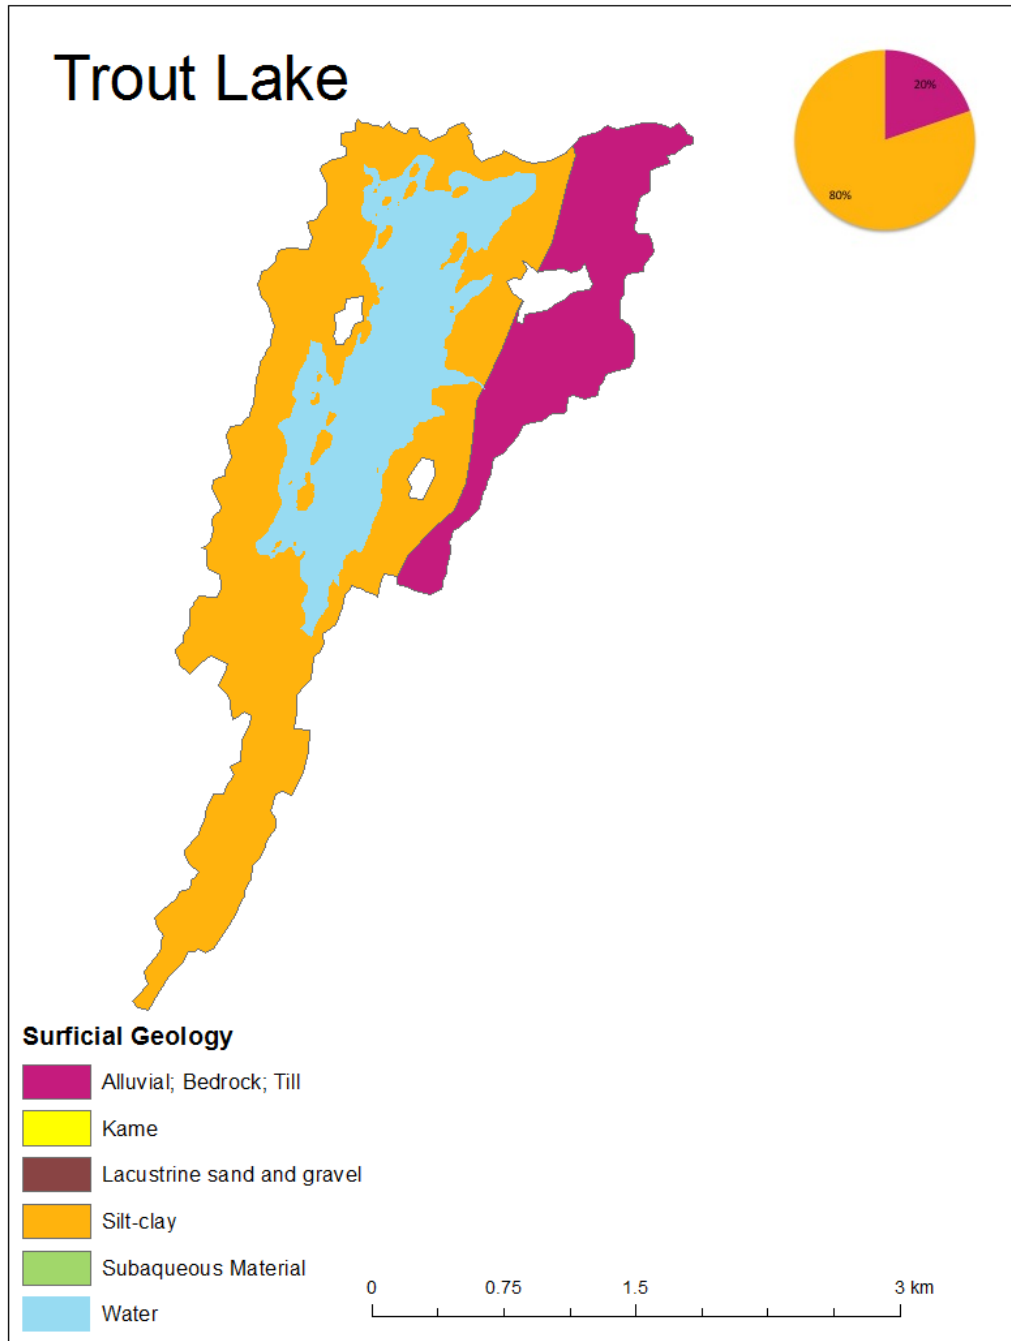 Trout Lake
20%
80%
Surficial Geology
Alluvial; Bedrock; Till
Kame
Lacustrine sand and gravel
Silt-clay
Subaqueous Material
Water
0 0.75 1.5 3 km